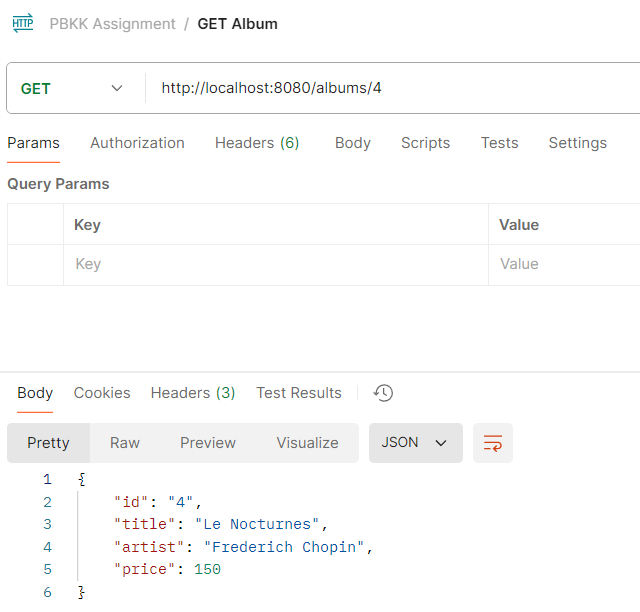 HTTP PBKK Assignment / GET Album
GET http://localhost:8080/albums/4
Params Authorization Headers (6) Body Scripts Tests Settings
Query Params
Key Value
Key Value
Body Cookies Headers (3) Test Results
Pretty Raw Preview Visualize JSON
1 {
2 "id": "4",
3 "title": "Le Nocturnes",
4 "artist": "Frederich Chopin",
5 "price": 150
6 }